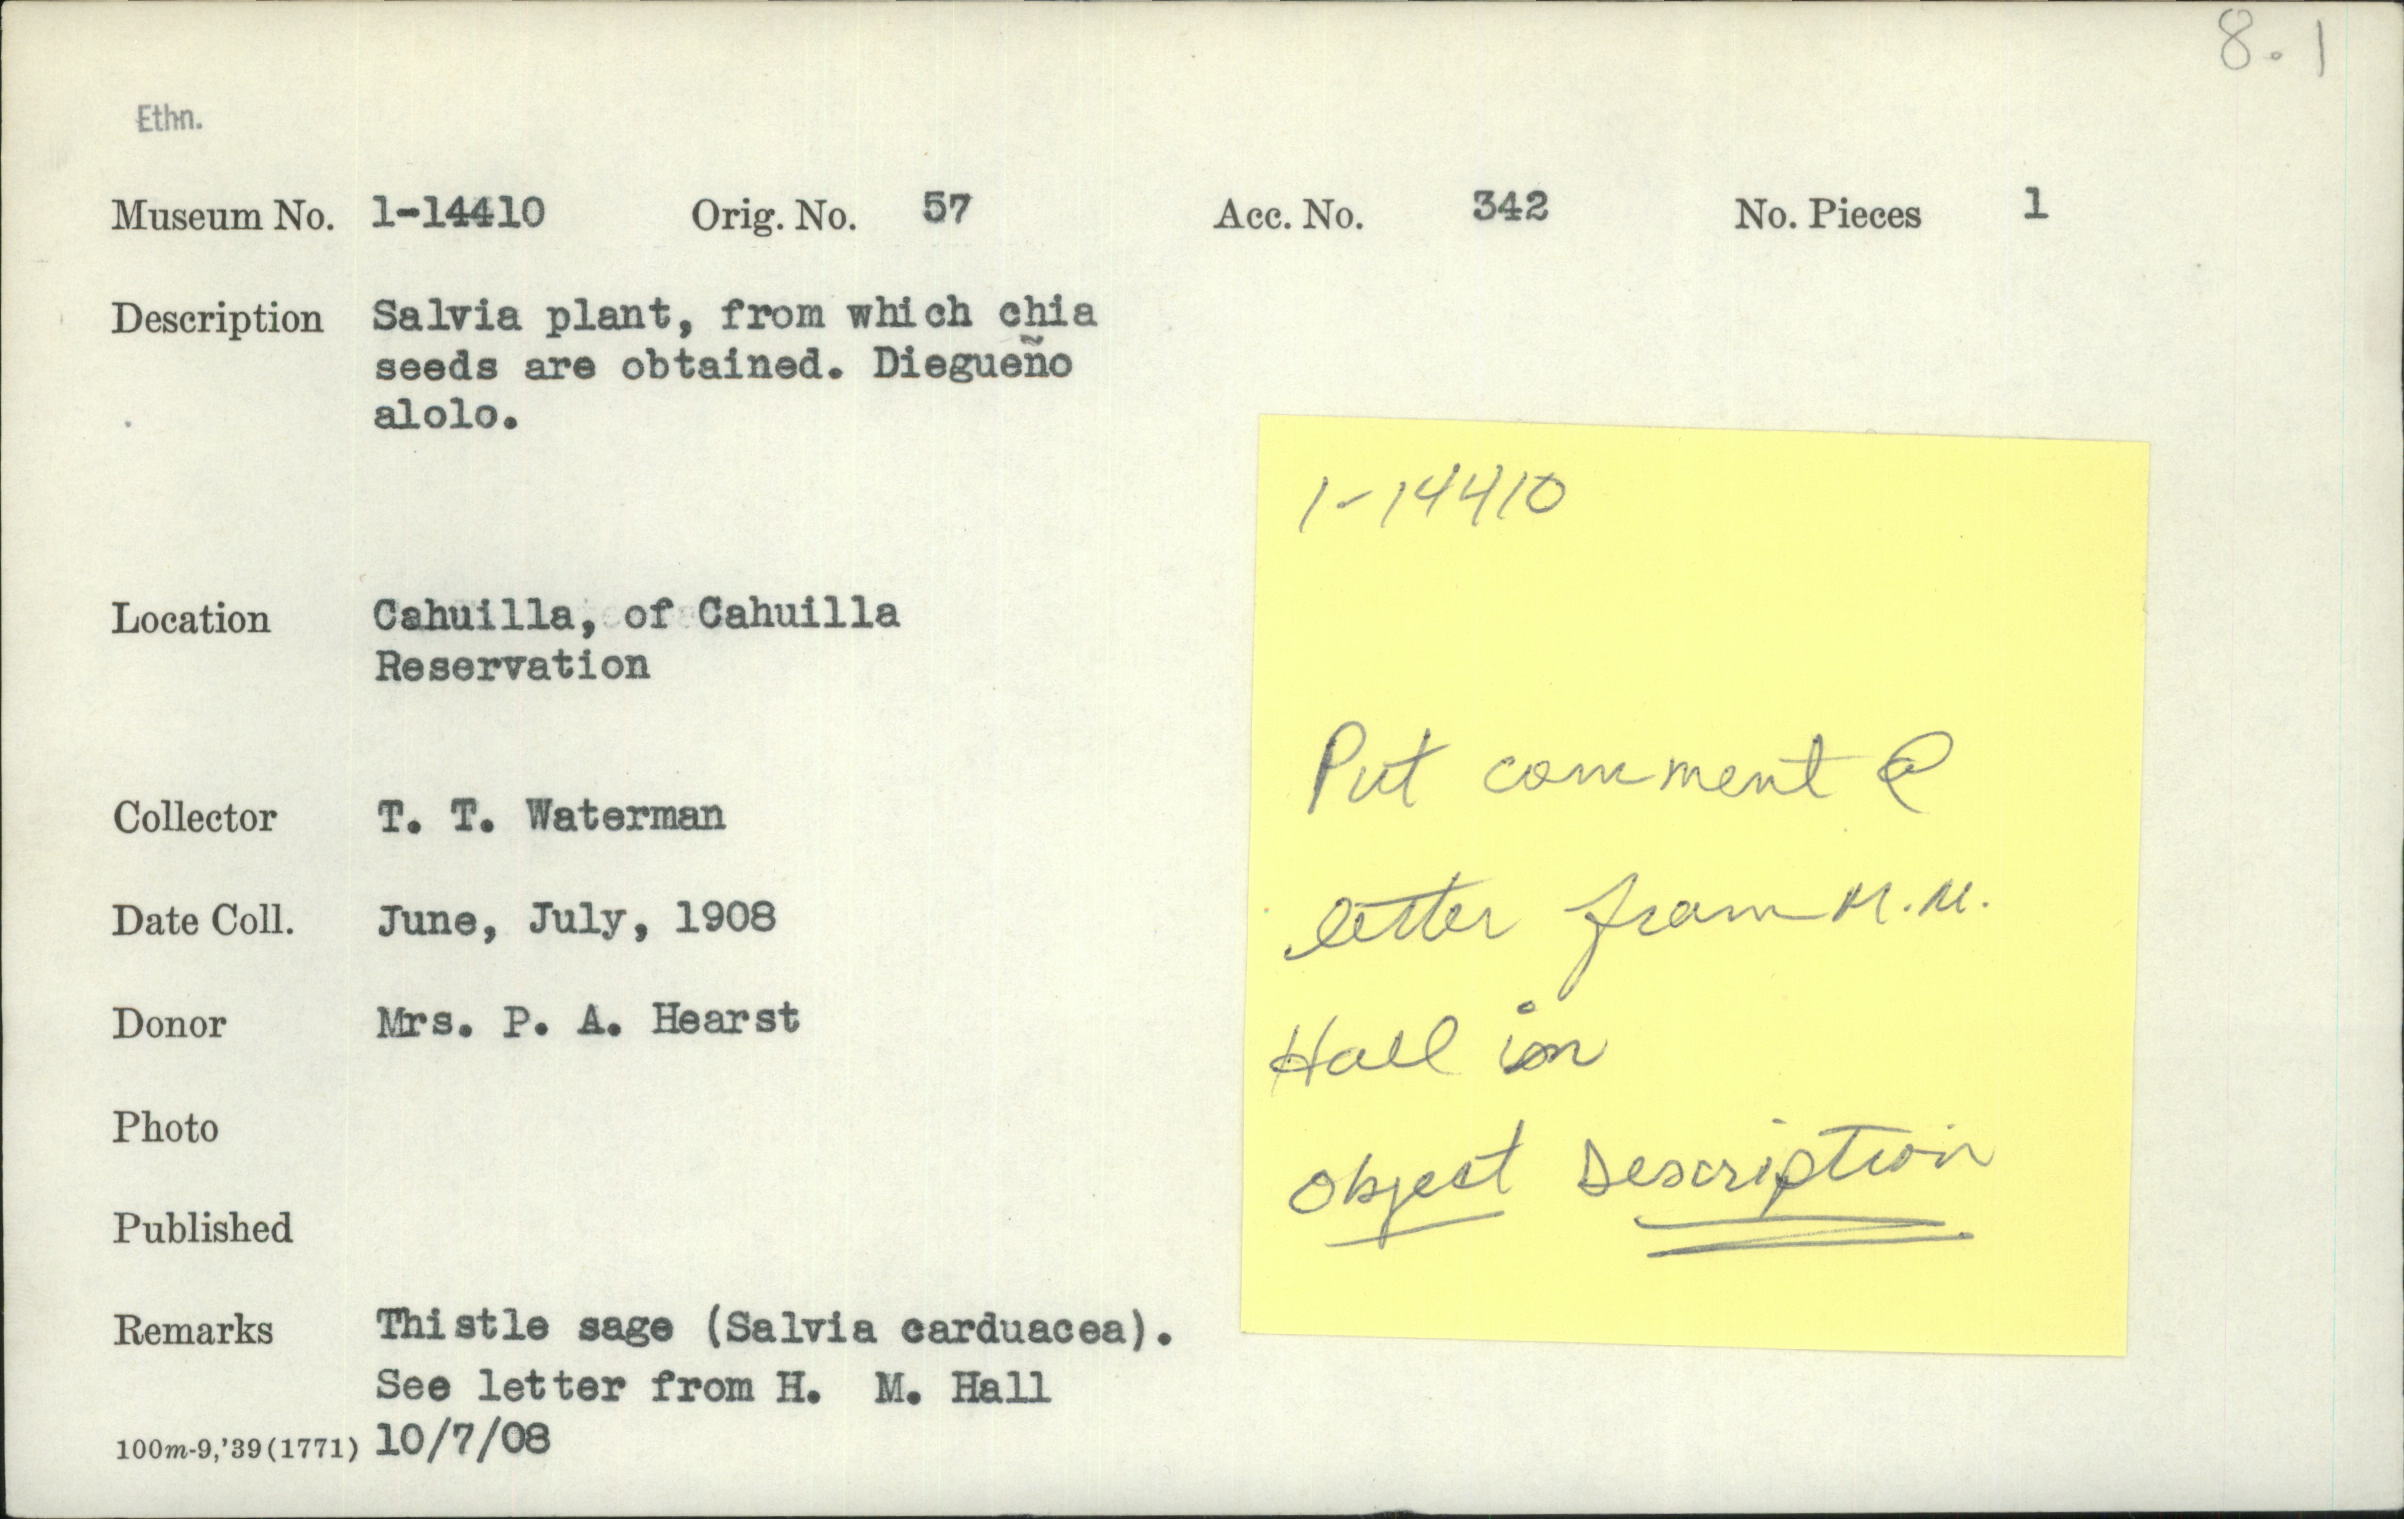 8.1
Ethn.
Museum No. 1-14410 Orig. No. 57 Acc. No. 342 No. Pieces 1
Description Salvia plant, from which chia
seeds are obtained. Diegueño
alolo.
Location Cahuilla, of Cahuilla
Reservation
Collector T. T. Waterman
Date Coll. June, July, 1908
Donor Mrs. P. A. Hearst
Photo
Published
Remarks Thistle sage (Salvia carduacea).
See letter from H. M. Hall
100m-9,'39(1771) 10/7/08
1-14410
Put comment @
letter from H.M.
Hall in
Object Description